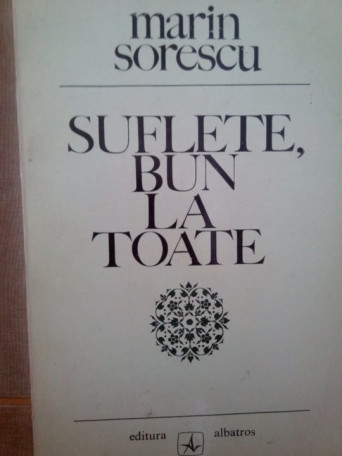 marin
sorescu
SUFLETE,
BUN
LA
TOATE
editura albatros